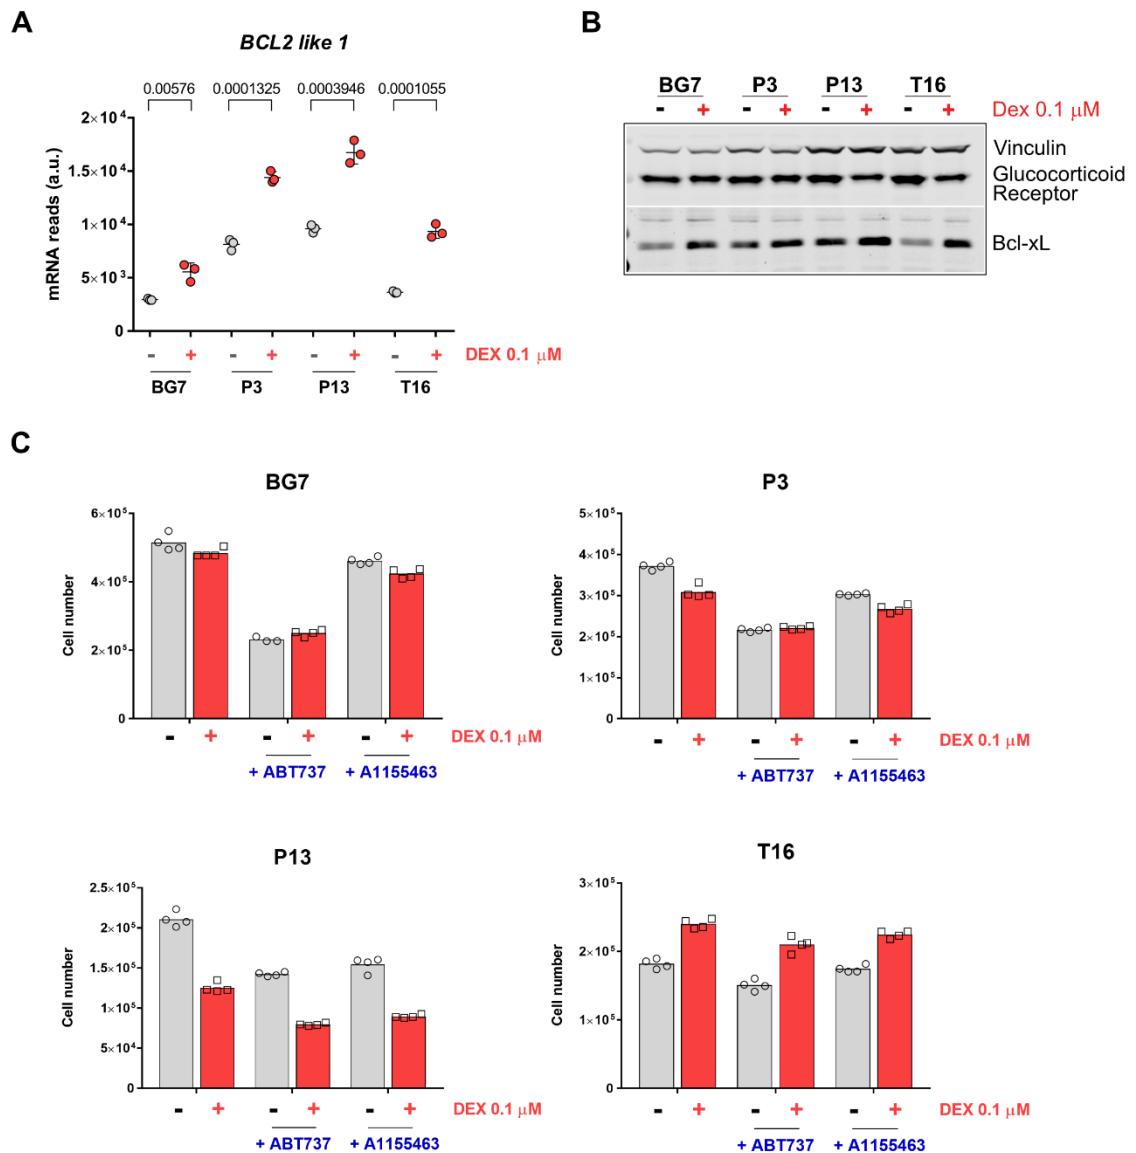 A
BCL2 like 1
0.00576 0.0001325 0.0003946 0.0001055
mRNA reads (a.u.)
2×10⁴
1.5×10⁴
1×10⁴
5×10³
0
- + - + - + - + DEX 0.1 µM
BG7 P3 P13 T16
B
BG7 P3 P13 T16
- + - + - + - + Dex 0.1 µM
Vinculin
Glucocorticoid
Receptor
Bcl-xL
C
BG7
Cell number
6×10⁵
4×10⁵
2×10⁵
0
- + - + - + DEX 0.1 µM
+ ABT737 + A1155463
P3
Cell number
5×10⁵
4×10⁵
3×10⁵
2×10⁵
1×10⁵
0
- + - + - + DEX 0.1 µM
+ ABT737 + A1155463
P13
Cell number
2.5×10⁵
2×10⁵
1.5×10⁵
1×10⁵
5×10⁴
0
- + - + - + DEX 0.1 µM
+ ABT737 + A1155463
T16
Cell number
3×10⁵
2×10⁵
1×10⁵
0
- + - + - + DEX 0.1 µM
+ ABT737 + A1155463